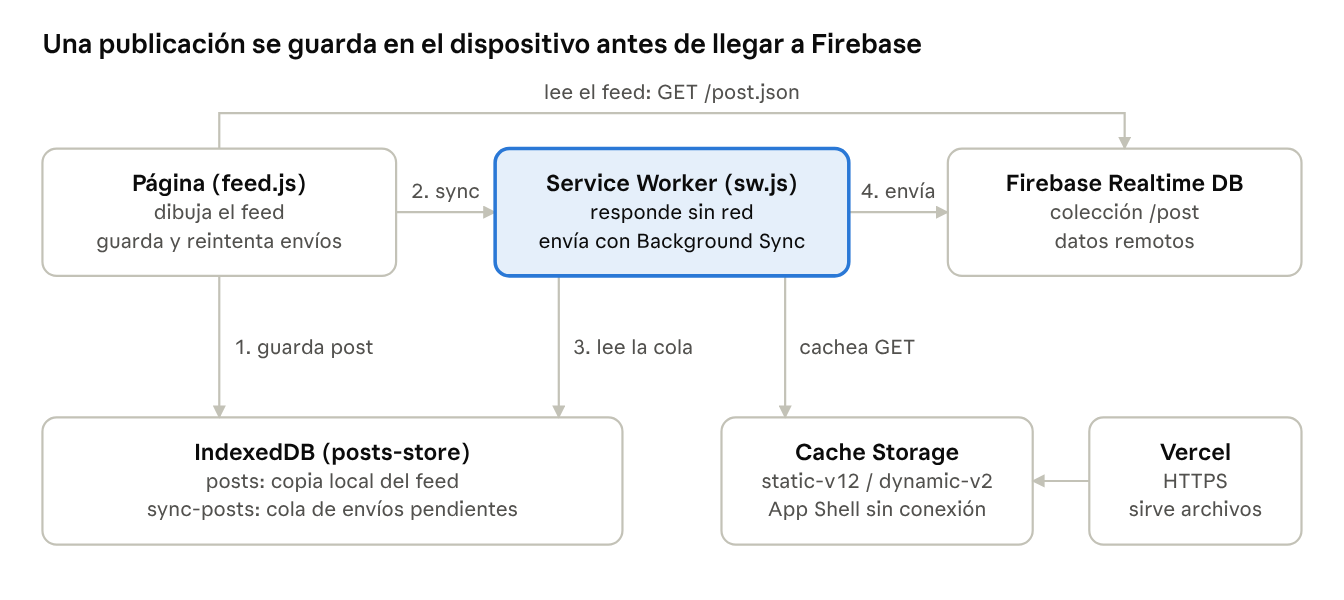 Una publicación se guarda en el dispositivo antes de llegar a Firebase
lee el feed: GET /post.json
Página (feed.js)
dibuja el feed
guarda y reintenta envíos
2. sync
Service Worker (sw.js)
responde sin red
envía con Background Sync
4. envía
Firebase Realtime DB
colección /post
datos remotos
1. guarda post
3. lee la cola
cachea GET
IndexedDB (posts-store)
posts: copia local del feed
sync-posts: cola de envíos pendientes
Cache Storage
static-v12 / dynamic-v2
App Shell sin conexión
Vercel
HTTPS
sirve archivos